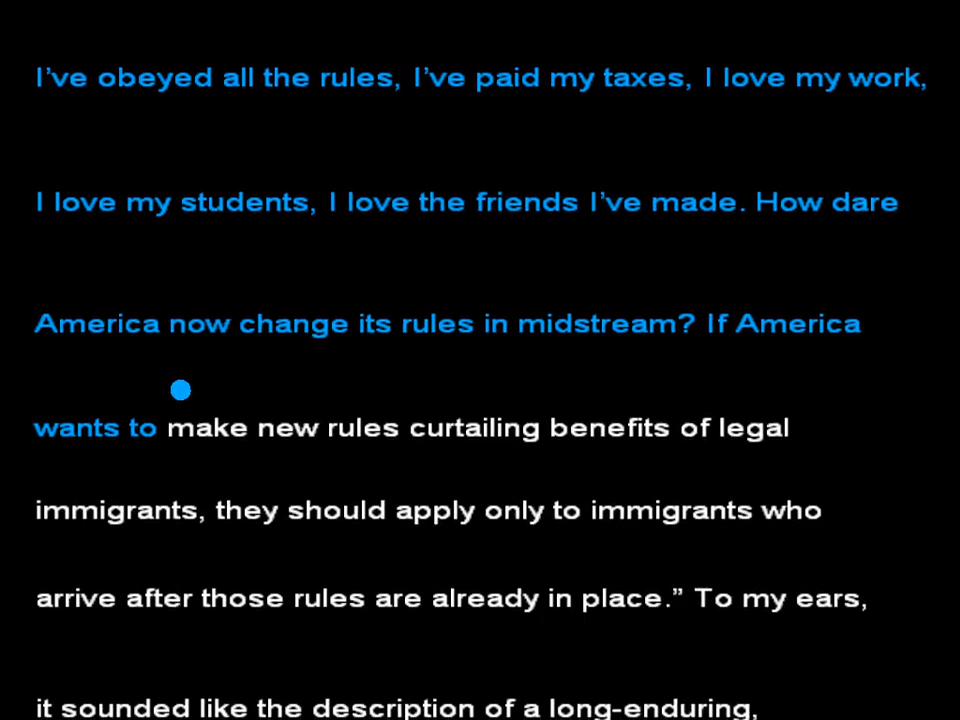 I’ve obeyed all the rules, I’ve paid my taxes, I love my work,
I love my students, I love the friends I’ve made. How dare
America now change its rules in midstream? If America
wants to make new rules curtailing benefits of legal
immigrants, they should apply only to immigrants who
arrive after those rules are already in place.” To my ears,
it sounded like the description of a long-enduring,